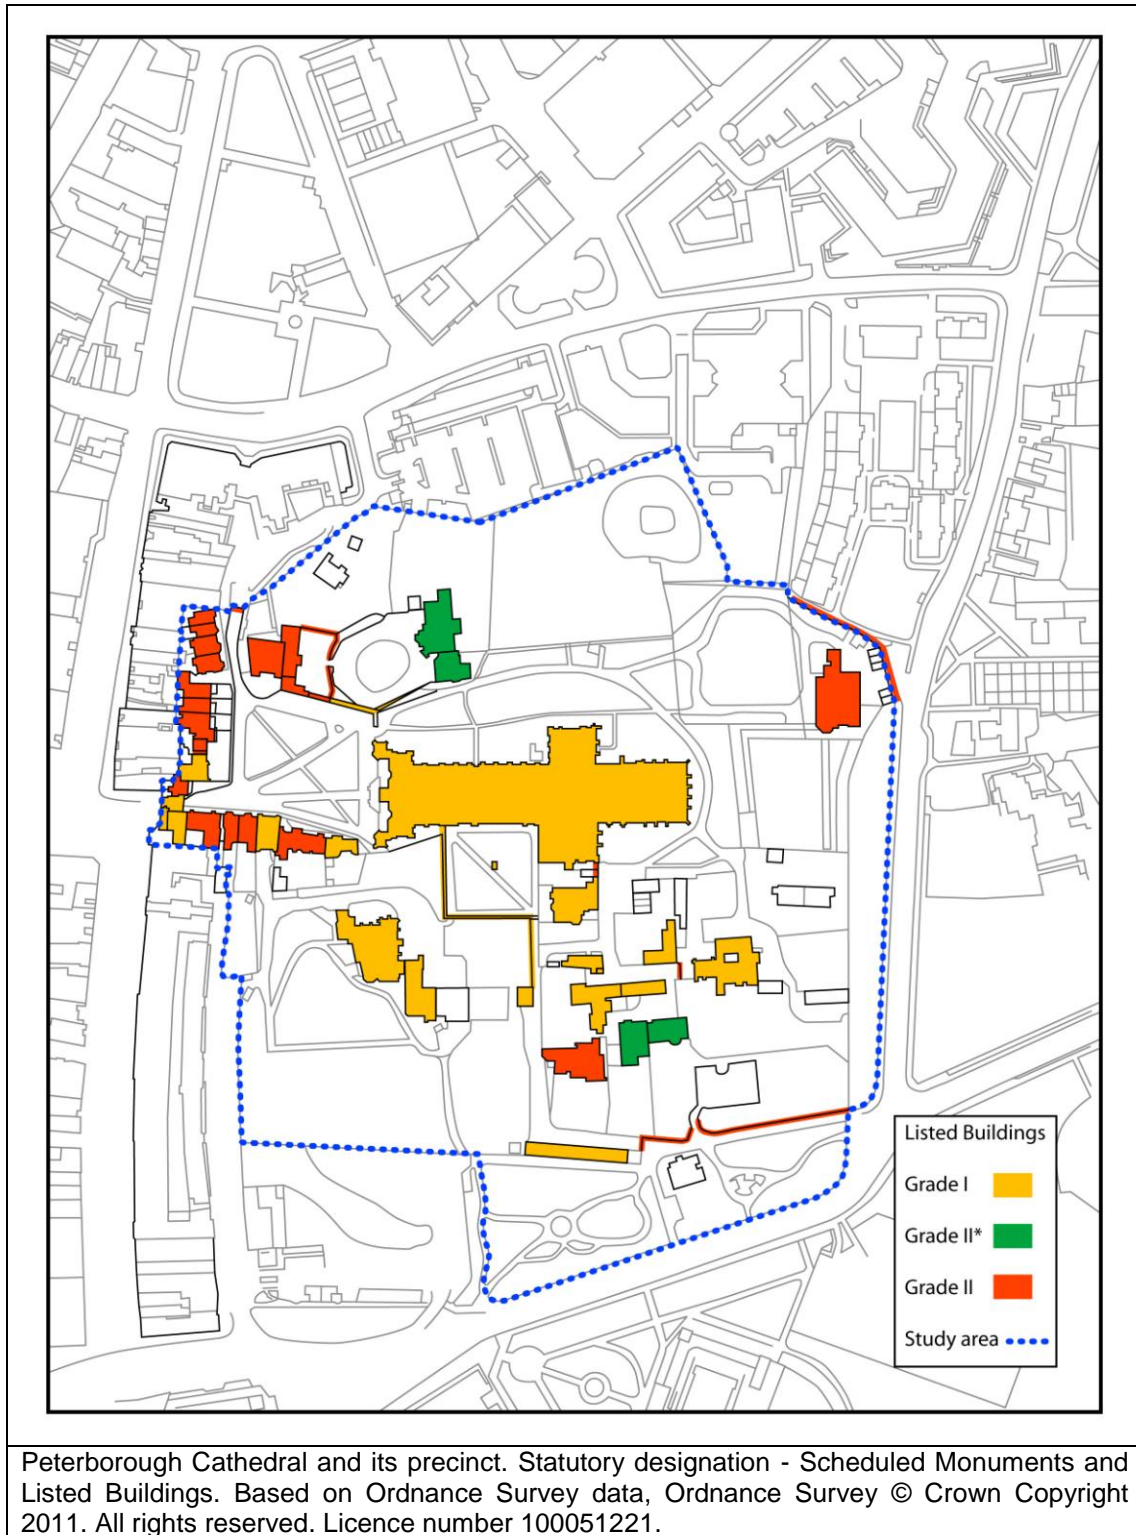 Listed Buildings
Grade I
Grade II*
Grade II
Study area
Peterborough Cathedral and its precinct. Statutory designation - Scheduled Monuments and
Listed Buildings. Based on Ordnance Survey data, Ordnance Survey © Crown Copyright
2011. All rights reserved. Licence number 100051221.